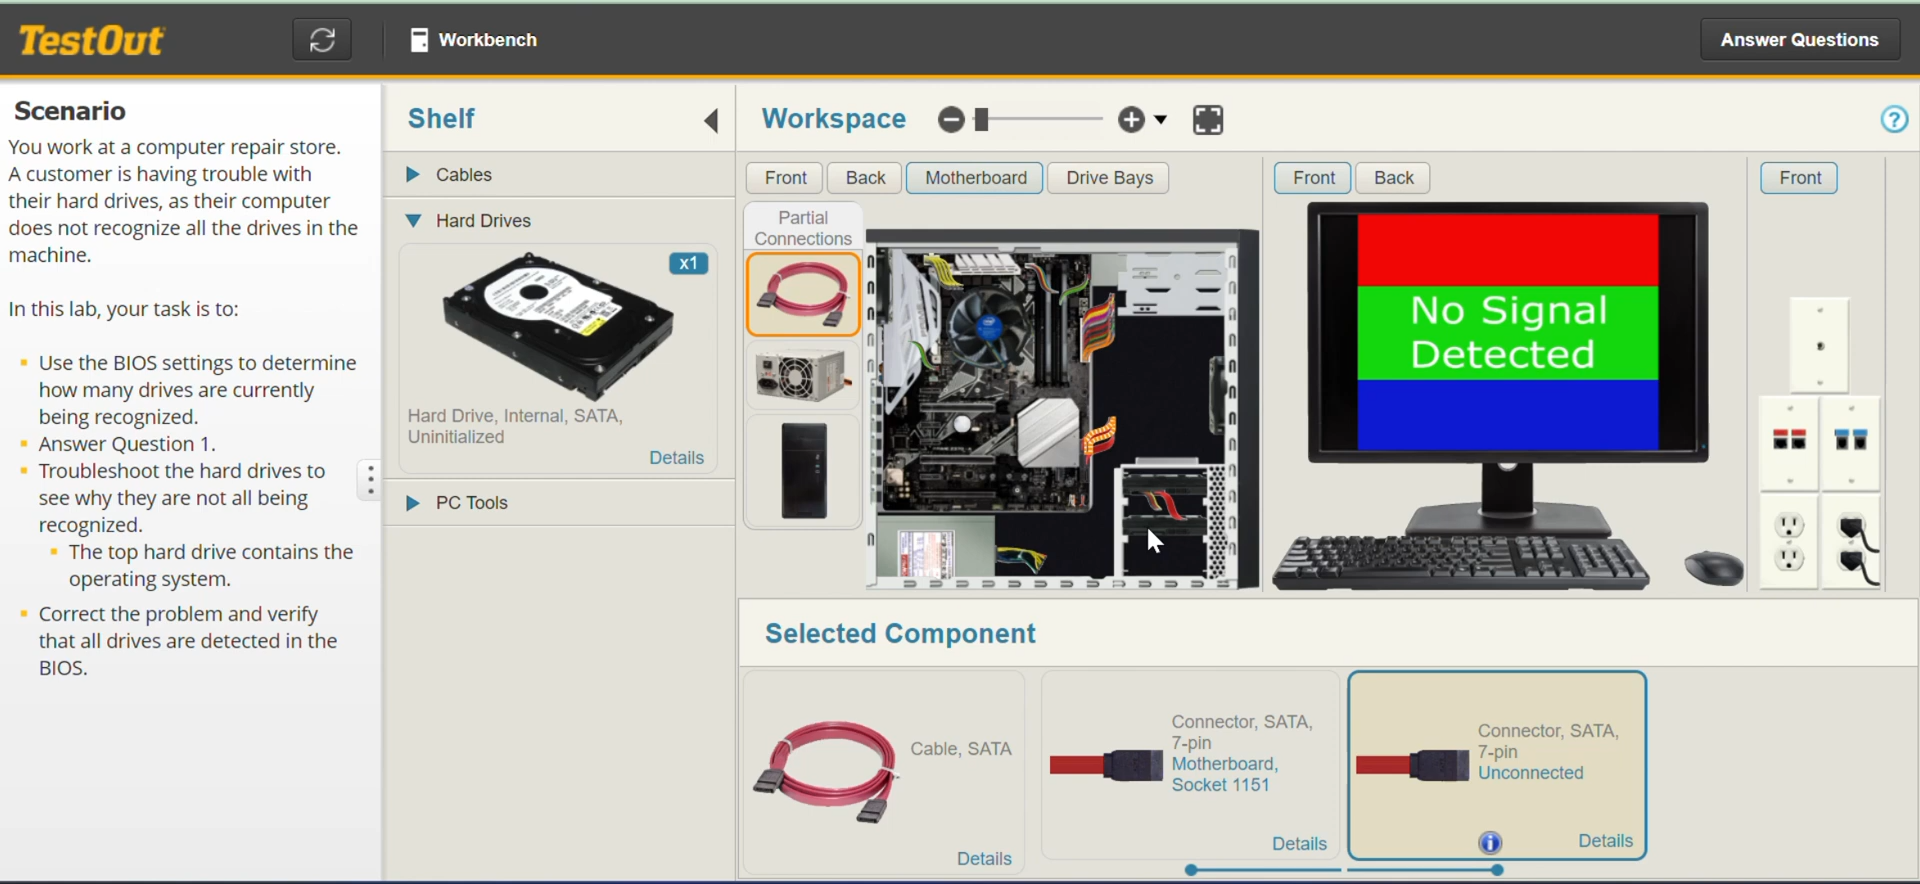 TestOut
Workbench
Answer Questions
Scenario
You work at a computer repair store.
A customer is having trouble with
their hard drives, as their computer
does not recognize all the drives in the
machine.
In this lab, your task is to:
Use the BIOS settings to determine
how many drives are currently
being recognized.
Answer Question 1.
Troubleshoot the hard drives to
see why they are not all being
recognized.
The top hard drive contains the
operating system.
Correct the problem and verify
that all drives are detected in the
BIOS.
Shelf
Cables
Hard Drives
x1
Hard Drive, Internal, SATA,
Uninitialized
Details
PC Tools
Workspace
?
Front Back Motherboard Drive Bays
Partial
Connections
Front Back
No Signal
Detected
Front
Selected Component
Cable, SATA
Details
Connector, SATA,
7-pin
Motherboard,
Socket 1151
Details
Connector, SATA,
7-pin
Unconnected
Details